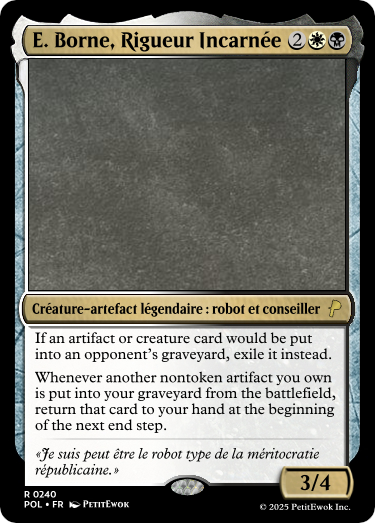 E. Borne, Rigueur Incarnée 2
Créature-artefact légendaire : robot et conseiller
If an artifact or creature card would be put
into an opponent's graveyard, exile it instead.
Whenever another nontoken artifact you own
is put into your graveyard from the battlefield,
return that card to your hand at the beginning
of the next end step.
«Je suis peut être le robot type de la méritocratie
républicaine.»
3/4
R 0240
POL • FR PetitEwok
© 2025 PetitEwok Inc.